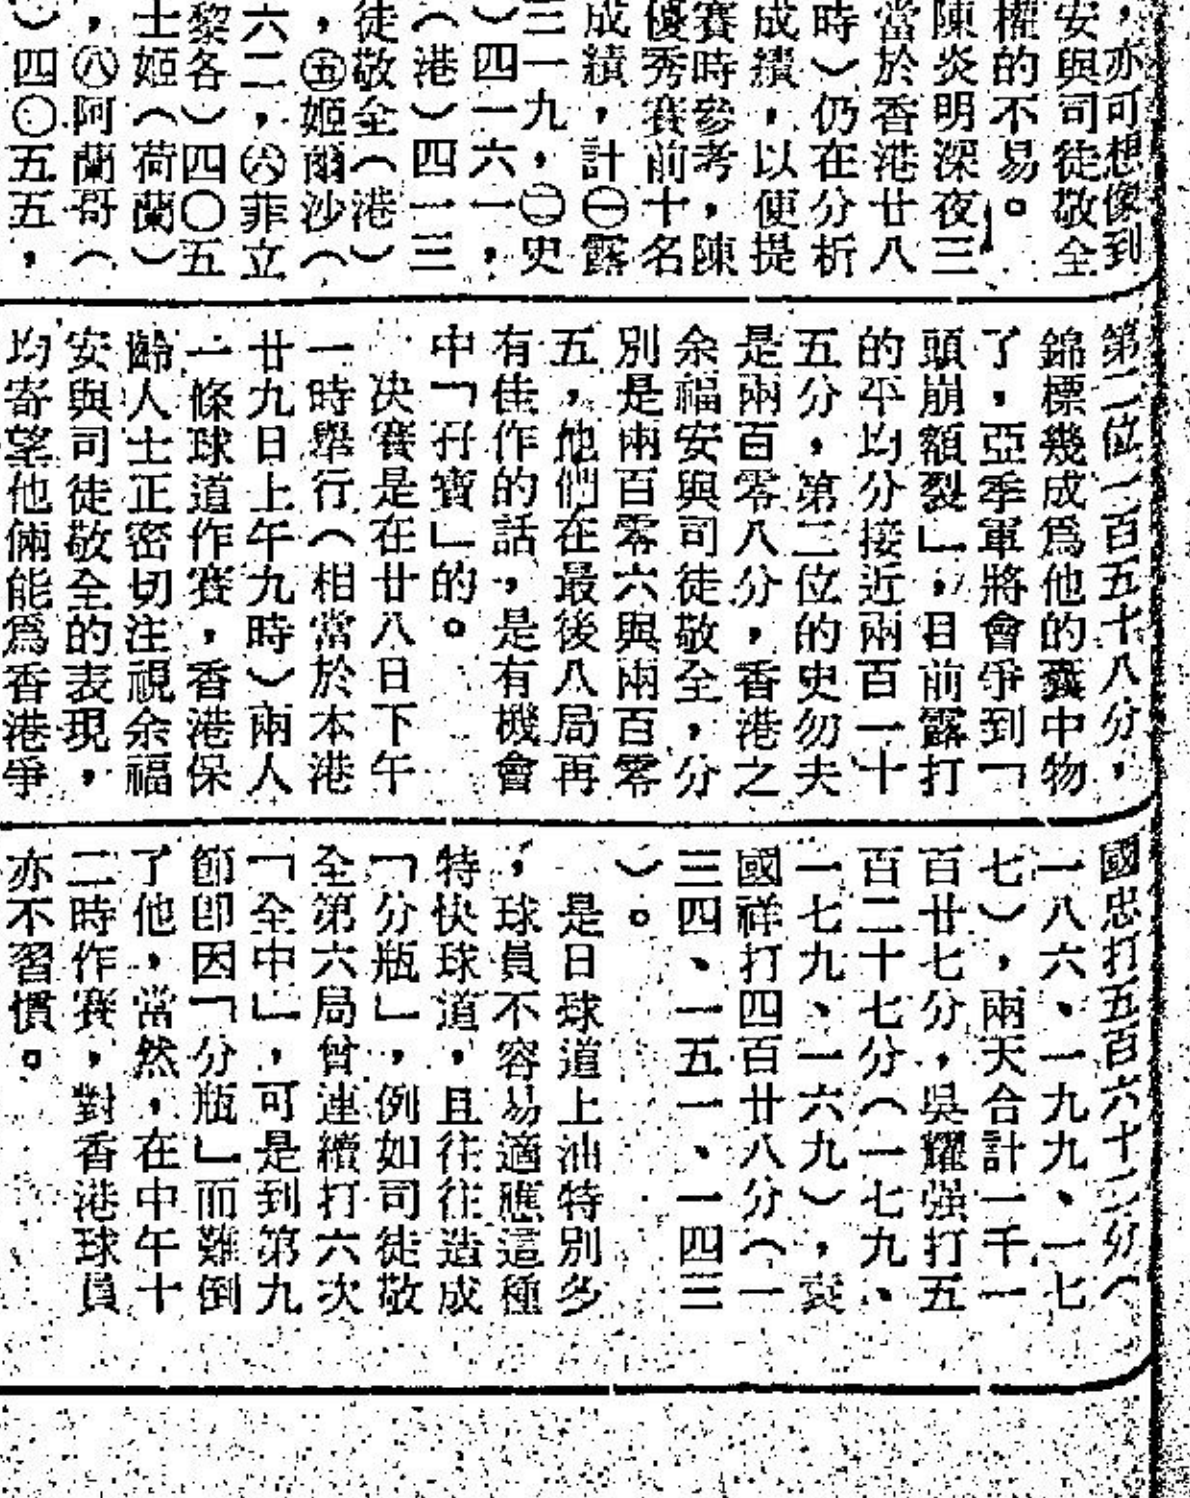 ，亦可想像到
安與司徒敬全
權的不易。
陳炎明深夜三
當於香港廿八
時）仍在分析
成績，以便提
賽時參考，陳
優秀賽前十名
成績，計㊀露
三一九，㊁史
）四一六一，
（港）四一三
徒敬全（港）
，㊄姬爾沙（
六二，㊅菲立
黎各）四〇五
士姬（荷蘭）
，㊇阿蘭哥（
）四〇五五，
第二位一百五十八分，
錦標幾成爲他的囊中物
了，亞季軍將會爭到「
頭崩額裂」，目前露打
的平均分接近兩百一十
五分，第二位的史勿夫
是兩百零八分，香港之
余福安與司徒敬全，分
別是兩百零六與兩百零
五，他們在最後八局再
有佳作的話，是有機會
中「孖寶」的。
決賽是在廿八日下午
一時舉行（相當於本港
廿九日上午九時）兩人
一條球道作賽，香港保
齡人士正密切注視余福
安與司徒敬全的表現，
均寄望他倆能爲香港爭
國忠打五百六十二分（
一八六、一九九、一七
七），兩天合計一千一
百廿七分，吳耀强打五
百二十七分（一七九、
一七九、一六九），袁
國祥打四百廿八分（一
三四、一五一、一四三
）。
是日球道上油特別多
，球員不容易適應這種
特快球道，且往往造成
「分瓶」，例如司徒敬
全第六局曾連續打六次
「全中」，可是到第九
節即因「分瓶」而難倒
了他，當然，在中午十
二時作賽，對香港球員
亦不習慣。